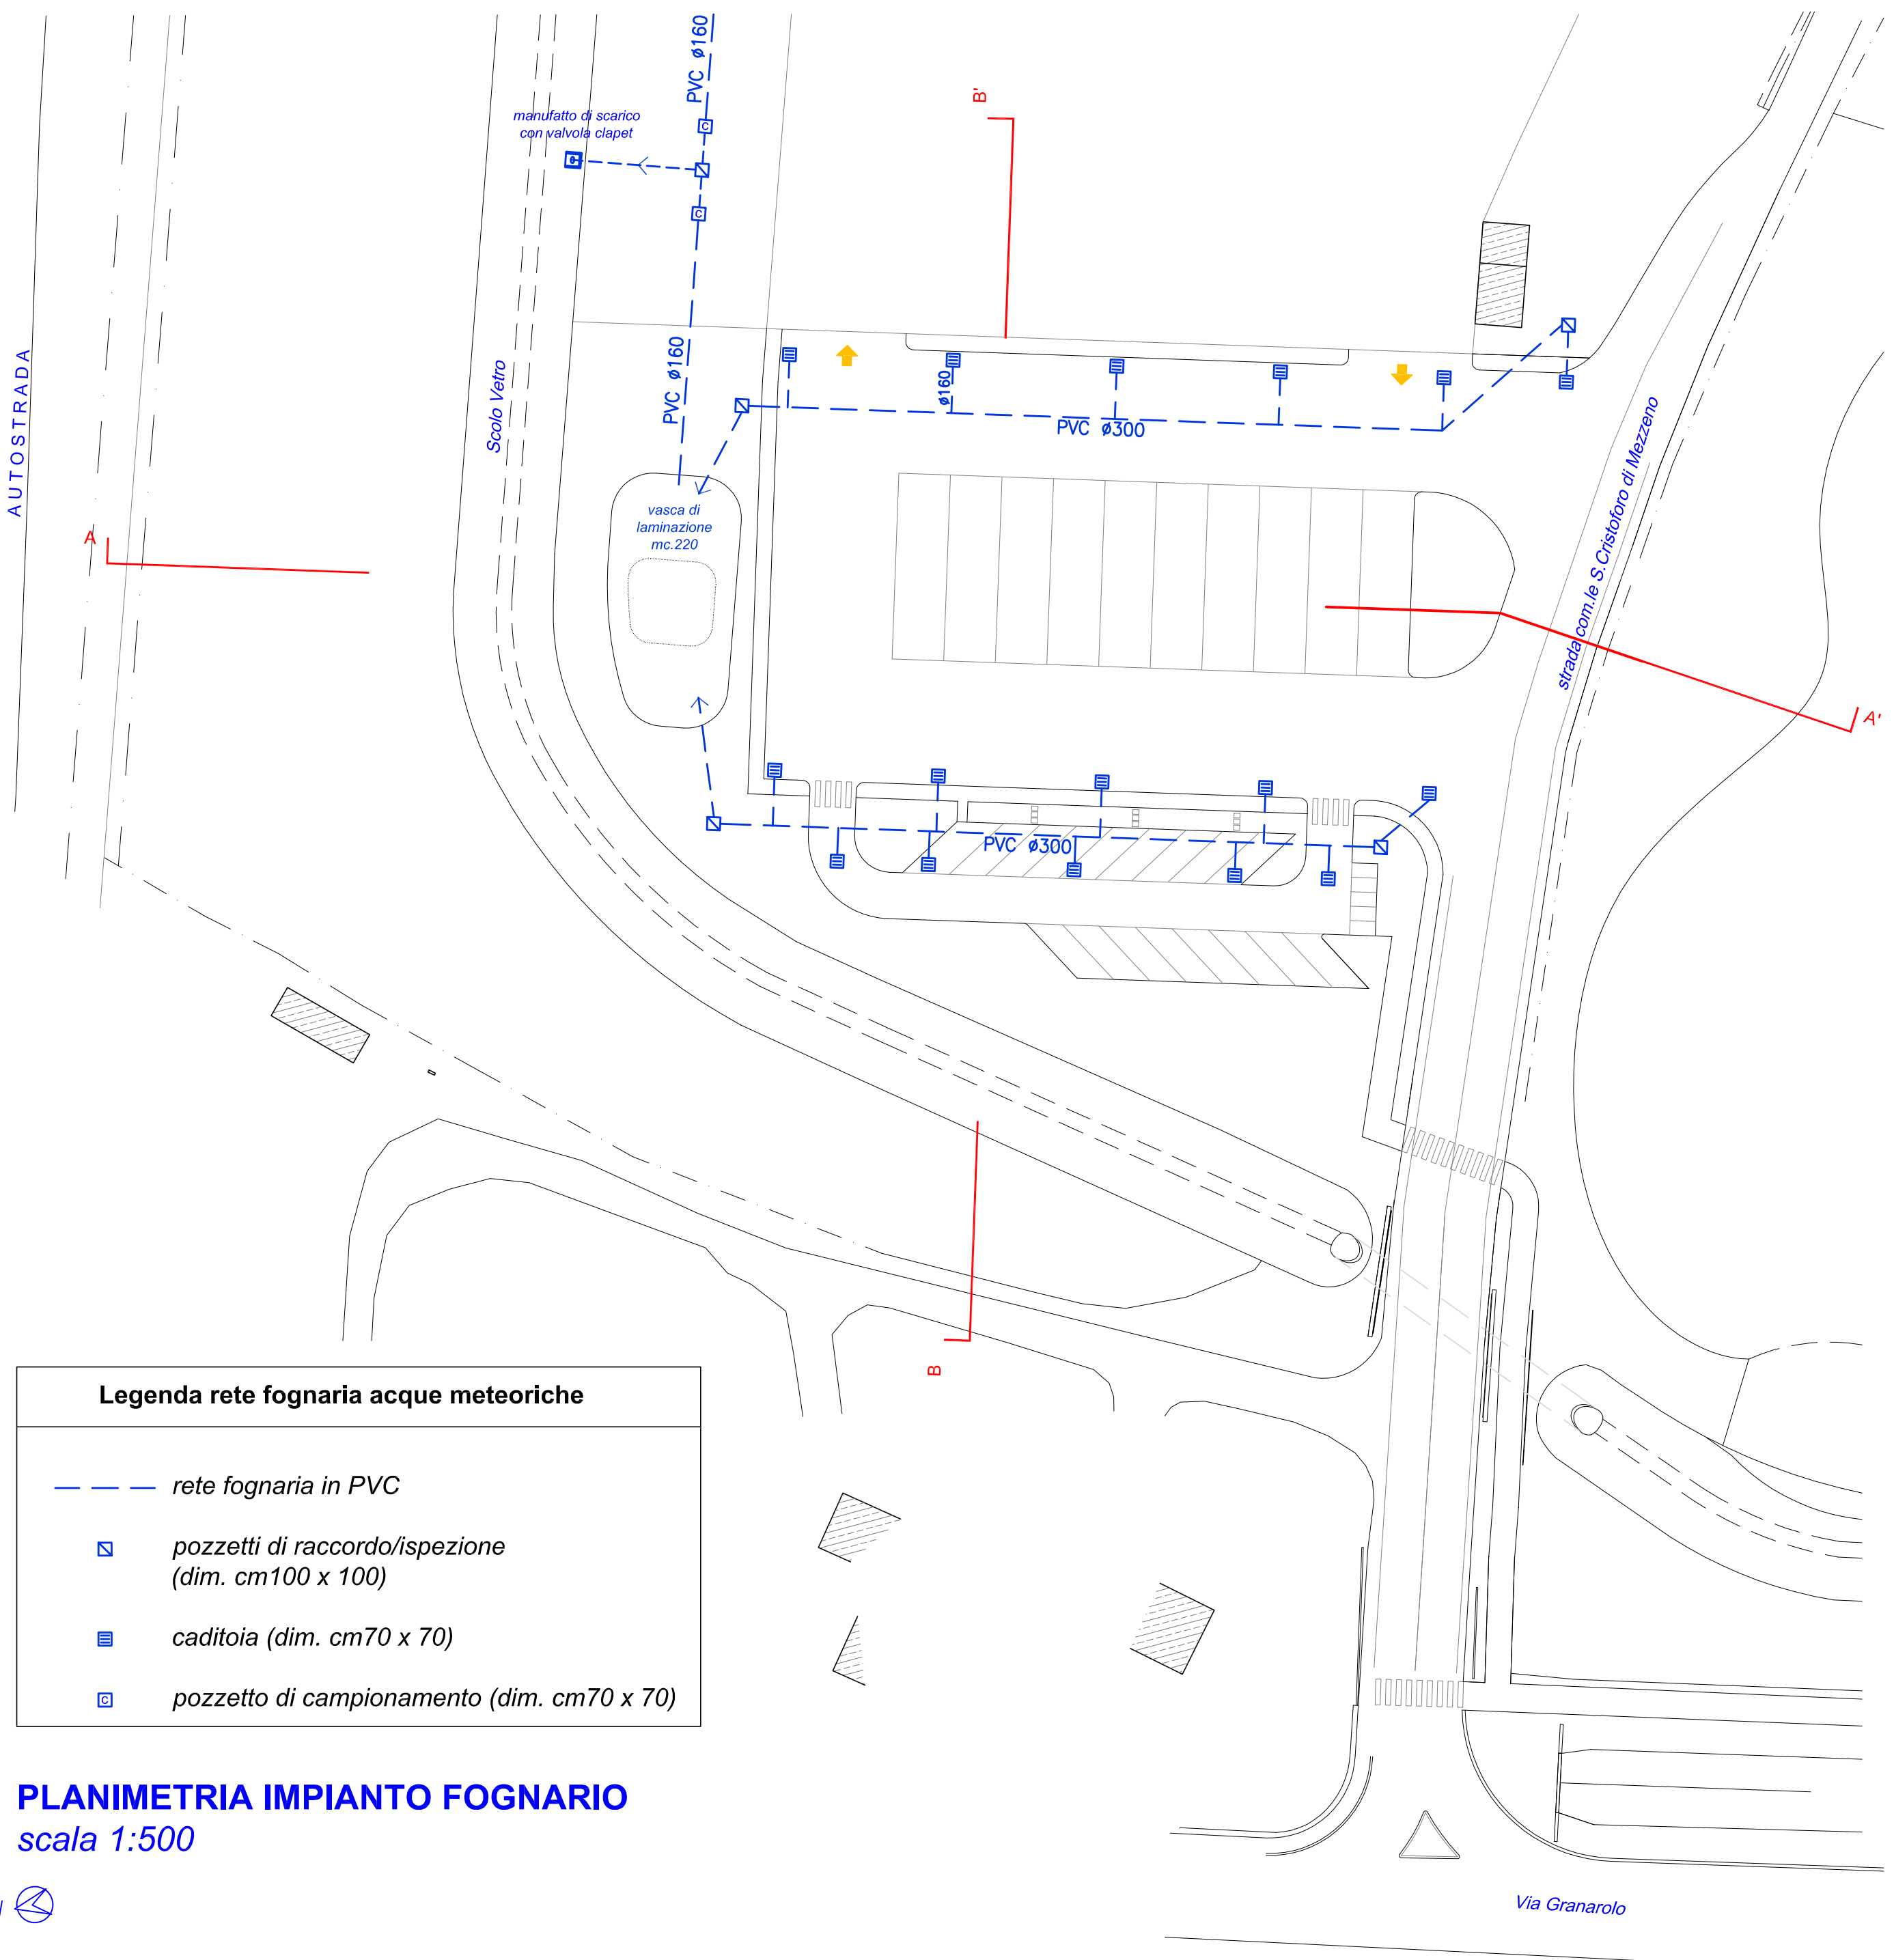 PVC ø160
manufatto di scarico
con valvola clapet
C
C
B'
AUTOSTRADA
Scolo Vetro
PVC ø160
ø160
PVC ø300
strada com.le S.Cristoforo di Mezzeno
vasca di
laminazione
mc.220
A
A'
PVC ø300
B
Legenda rete fognaria acque meteoriche
rete fognaria in PVC
pozzetti di raccordo/ispezione
(dim. cm100 x 100)
caditoia (dim. cm70 x 70)
C pozzetto di campionamento (dim. cm70 x 70)
PLANIMETRIA IMPIANTO FOGNARIO
scala 1:500
Via Granarolo